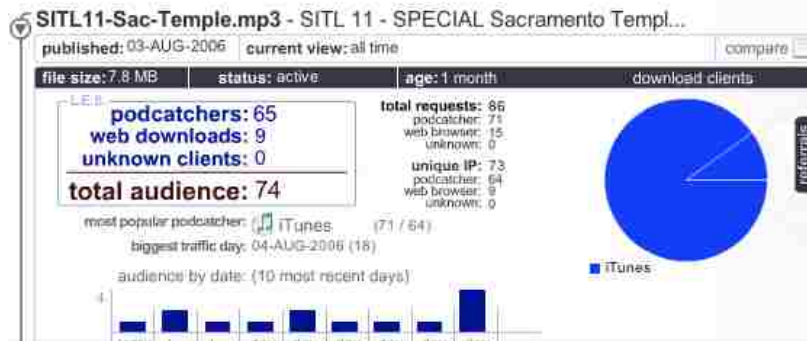 SITL11-Sac-Temple.mp3 - SITL 11 - SPECIAL Sacramento Templ...
published: 03-AUG-2006 current view: all time compare
file size: 7.8 MB status: active age: 1 month download clients
podcatchers: 65
web downloads: 9
unknown clients: 0
total audience: 74
total requests: 86
podcatcher: 71
web browser: 15
unknown: 0
unique IP: 73
podcatcher: 64
web browser: 9
unknown: 0
most popular podcatcher: iTunes (71 / 64)
biggest traffic day: 04-AUG-2006 (18)
audience by date: (10 most recent days)
4
iTunes
referrals